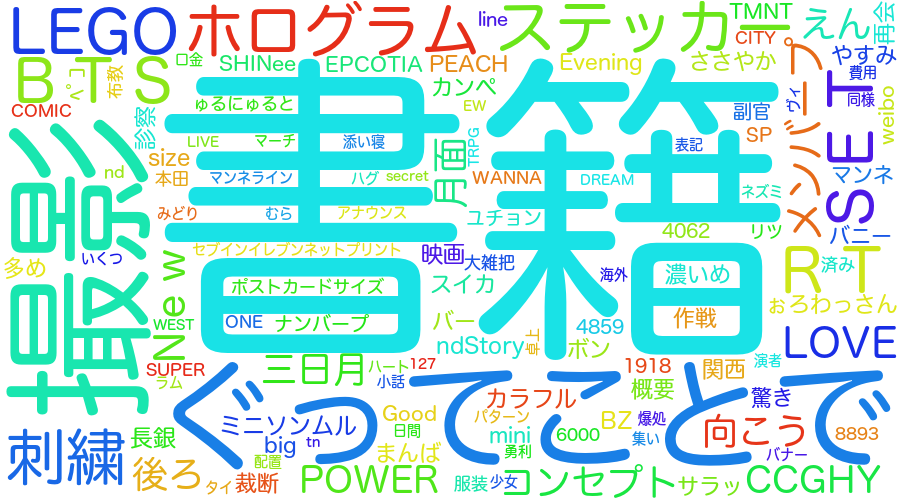 LEGO ホログラム line ステッカー TMNT えん 再会
CITY
BTS ペコ 布教 口金 SHINee EPCOTIA PEACH Evening ささやか やすみ
COMIC 診察 ゅるにゅると カンペ EW 副官 ヴィ メンバープ SET 費用 同様 weibo
LIVE マーチ 添い寝 月面 TRPG 表記 SP
撮影 size 本田 nd マンネライン ハグ secret WANNA DREAM ネズミ マンネ
書籍
みどり むら アナウンス ユチョン 4062 リツ バニー
いくつ セブンイレブンネットプリント 映画 大雑把 海外 濃いめ RT 済み
多め New ポストカードサイズ スイカ ぉろわっさん
WEST ONE ナンバープ バー 4859 作戦
ndStory 卓上 ボン LOVE
SUPER 三日月 ハート 127 1918 関西 演者
ラム 小話 概要 驚き
ぐってことで
カラフル
刺繍 長銀 ミニソンムル Good パターン BZ 爆処 向こう
big tn 日間 mini 6000 集い 8893
後ろ 配置 まんば 勇利 バナー
タイ 裁断 POWER 服装 少女 コンセプト サラッ CCGHY